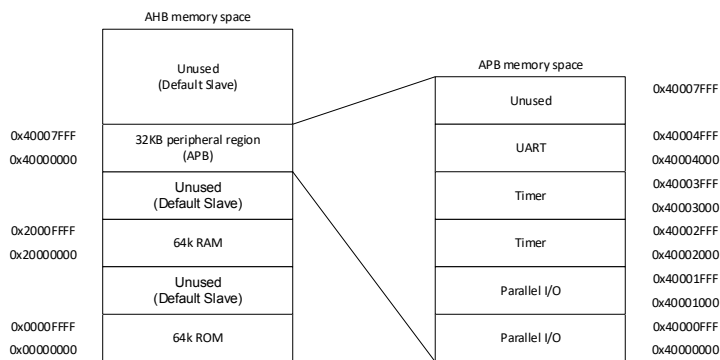 AHB memory space
Unused
(Default Slave)
0x40007FFF
0x40000000
32KB peripheral region
(APB)
Unused
(Default Slave)
0x2000FFFF
0x20000000
64k RAM
Unused
(Default Slave)
0x0000FFFF
0x00000000
64k ROM
APB memory space
Unused
0x40007FFF
UART
0x40004FFF
0x40004000
Timer
0x40003FFF
0x40003000
Timer
0x40002FFF
0x40002000
Parallel I/O
0x40001FFF
0x40001000
Parallel I/O
0x40000FFF
0x40000000